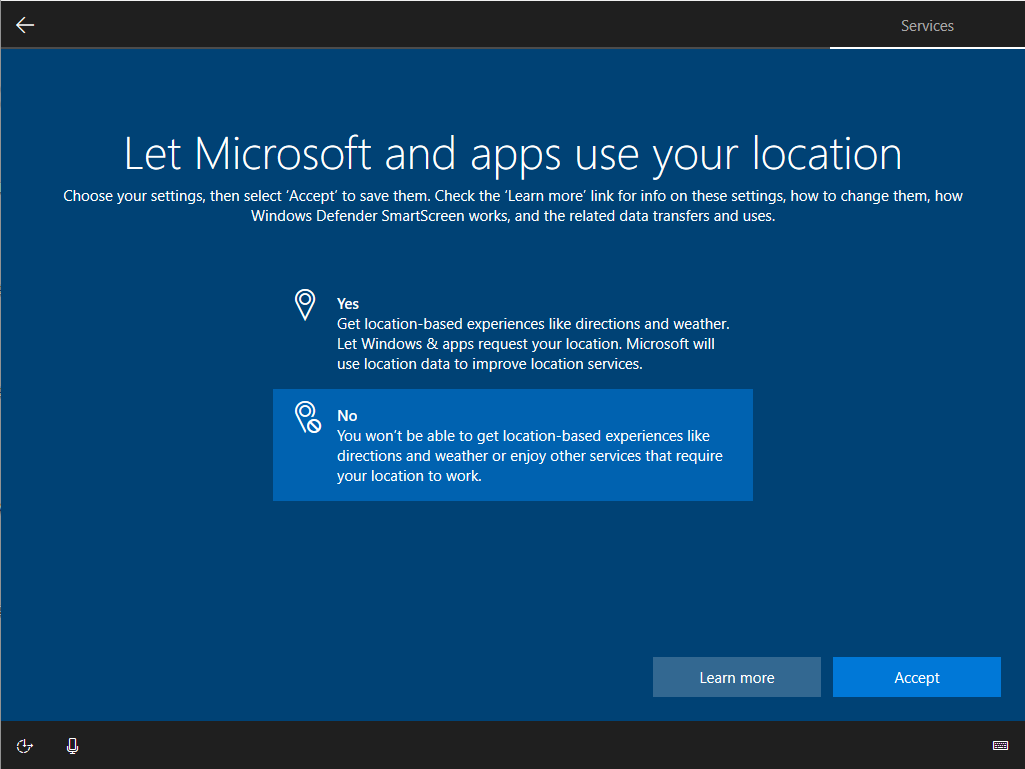 Services
Let Microsoft and apps use your location
Choose your settings, then select ‘Accept’ to save them. Check the ‘Learn more’ link for info on these settings, how to change them, how
Windows Defender SmartScreen works, and the related data transfers and uses.
Yes
Get location-based experiences like directions and weather.
Let Windows & apps request your location. Microsoft will
use location data to improve location services.
No
You won’t be able to get location-based experiences like
directions and weather or enjoy other services that require
your location to work.
Learn more
Accept